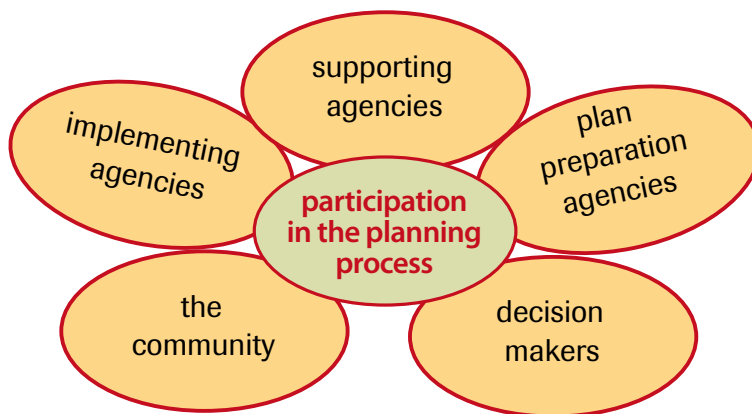 supporting
agencies
implementing
agencies
plan
preparation
agencies
participation
in the planning
process
the
community
decision
makers